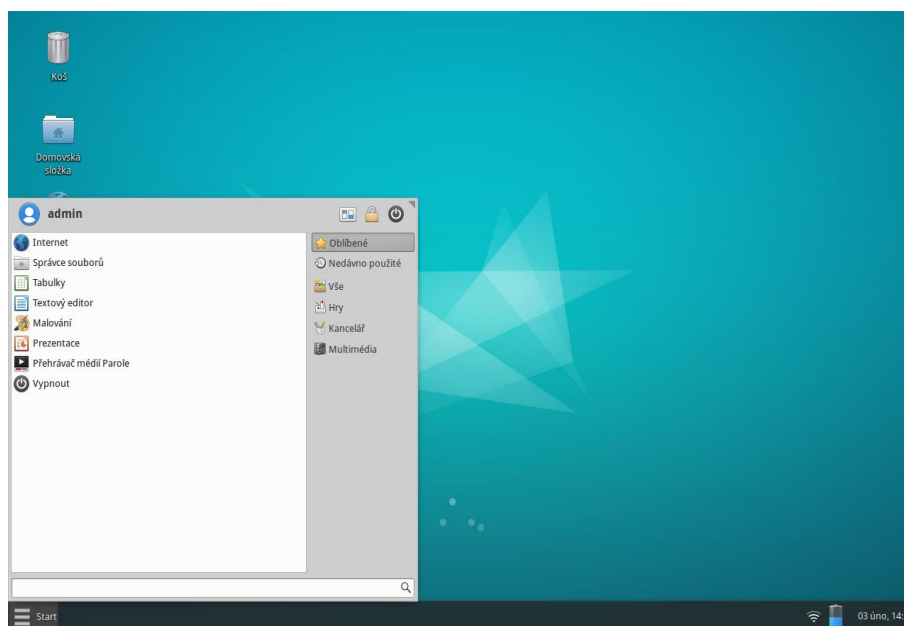 Koš
Domovská
složka
admin
Internet
Správce souborů
Tabulky
Textový editor
Malování
Prezentace
Přehrávač médií Parole
Vypnout
Oblíbené
Nedávno použité
Vše
Hry
Kancelář
Multimédia
Start
03 úno, 14: